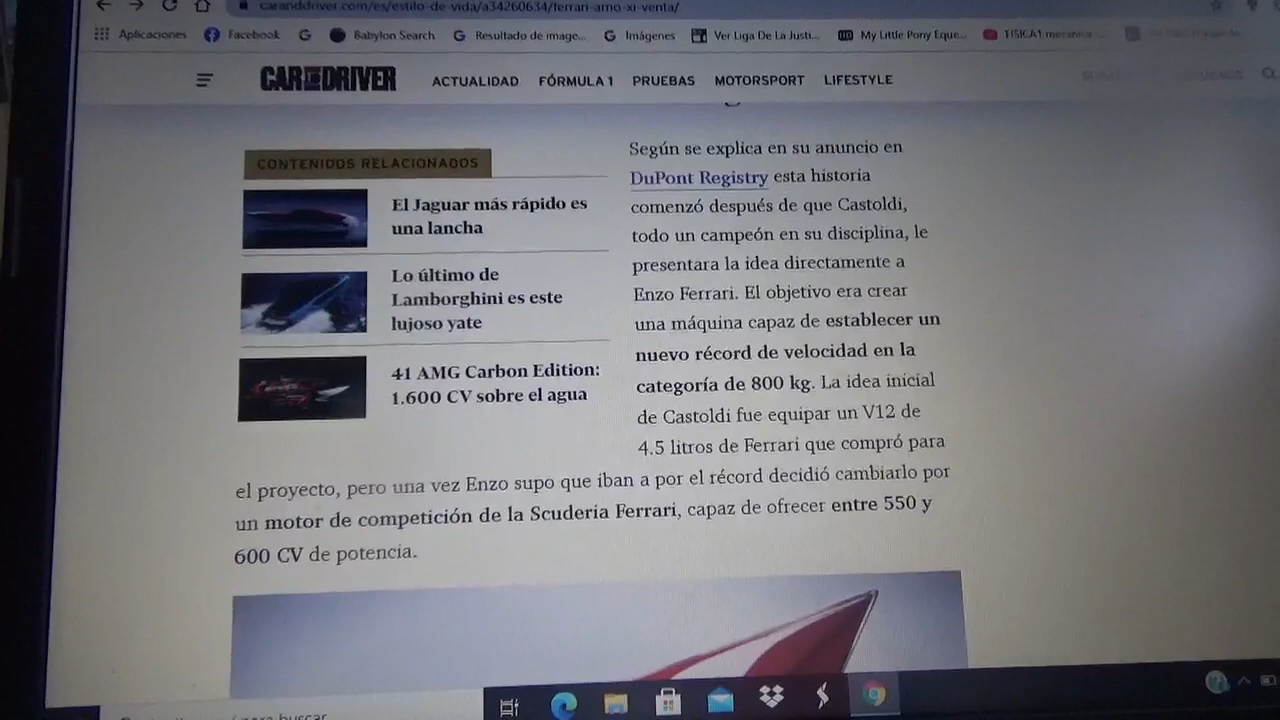 caranddriver.com/es/estilo-de-vida/a34260634/ferrari-arno-xi-venta/
Aplicaciones Facebook Babylon Search Resultado de image... Imágenes Ver Liga De La Justi... My Little Pony Eque... FISICA1 mecanica
CAR AND DRIVER ACTUALIDAD FÓRMULA 1 PRUEBAS MOTORSPORT LIFESTYLE
CONTENIDOS RELACIONADOS
El Jaguar más rápido es
una lancha
Lo último de
Lamborghini es este
lujoso yate
41 AMG Carbon Edition:
1.600 CV sobre el agua
Según se explica en su anuncio en
DuPont Registry esta historia
comenzó después de que Castoldi,
todo un campeón en su disciplina, le
presentara la idea directamente a
Enzo Ferrari. El objetivo era crear
una máquina capaz de establecer un
nuevo récord de velocidad en la
categoría de 800 kg. La idea inicial
de Castoldi fue equipar un V12 de
4.5 litros de Ferrari que compró para
el proyecto, pero una vez Enzo supo que iban a por el récord decidió cambiarlo por
un motor de competición de la Scuderia Ferrari, capaz de ofrecer entre 550 y
600 CV de potencia.
para buscar